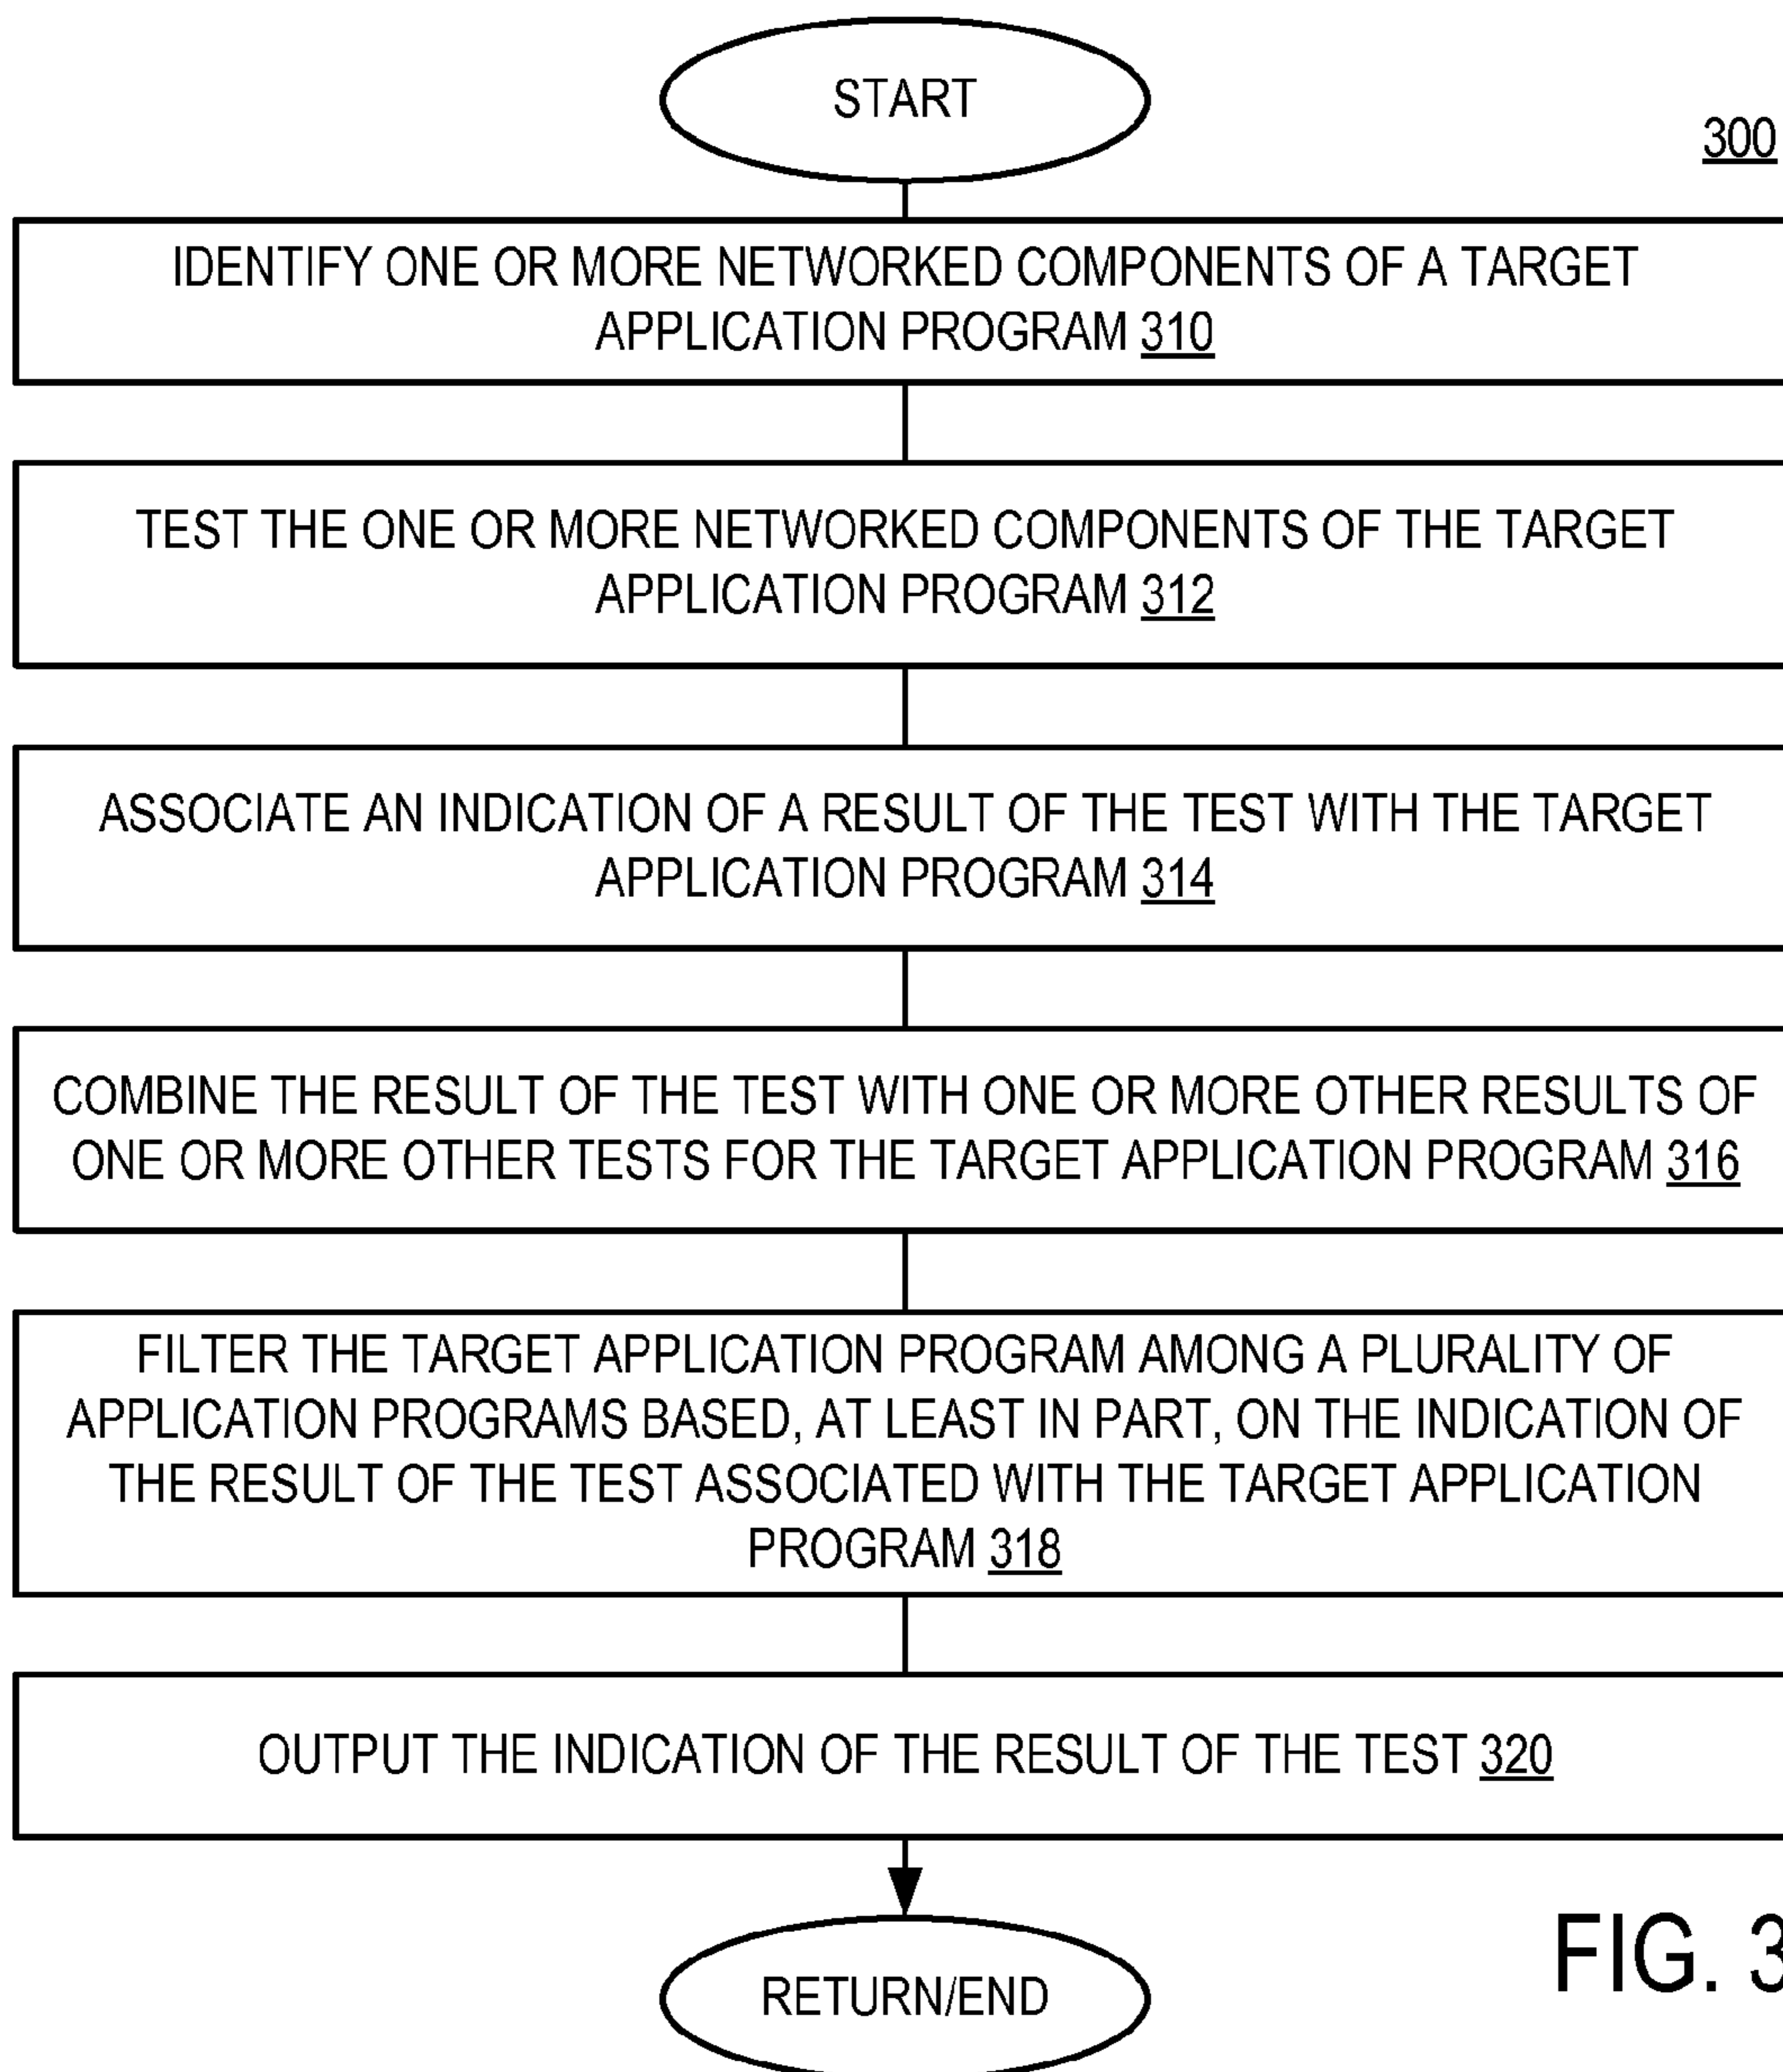 START
300
IDENTIFY ONE OR MORE NETWORKED COMPONENTS OF A TARGET
APPLICATION PROGRAM 310
TEST THE ONE OR MORE NETWORKED COMPONENTS OF THE TARGET
APPLICATION PROGRAM 312
ASSOCIATE AN INDICATION OF A RESULT OF THE TEST WITH THE TARGET
APPLICATION PROGRAM 314
COMBINE THE RESULT OF THE TEST WITH ONE OR MORE OTHER RESULTS OF
ONE OR MORE OTHER TESTS FOR THE TARGET APPLICATION PROGRAM 316
FILTER THE TARGET APPLICATION PROGRAM AMONG A PLURALITY OF
APPLICATION PROGRAMS BASED, AT LEAST IN PART, ON THE INDICATION OF
THE RESULT OF THE TEST ASSOCIATED WITH THE TARGET APPLICATION
PROGRAM 318
OUTPUT THE INDICATION OF THE RESULT OF THE TEST 320
RETURN/END
FIG. 3